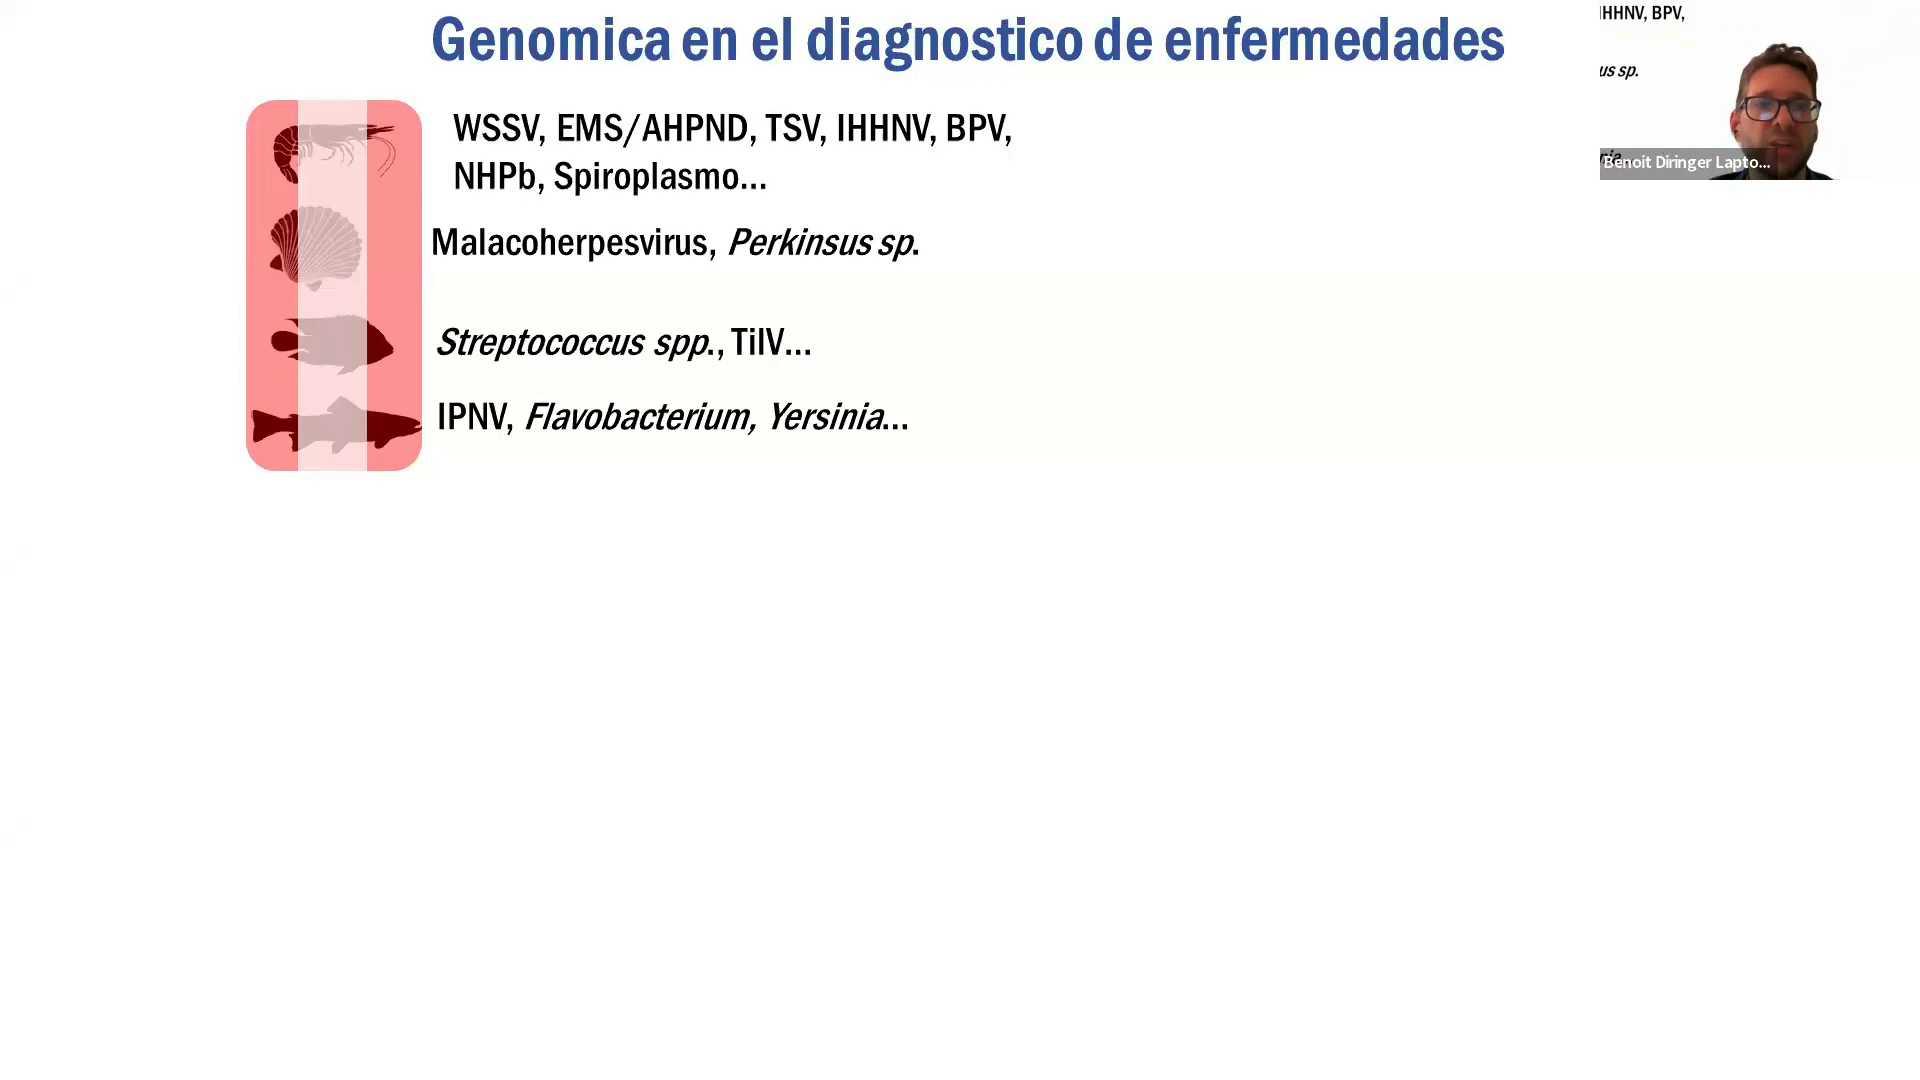 Genomica en el diagnostico de enfermedades
WSSV, EMS/AHPND, TSV, IHHNV, BPV,
NHPb, Spiroplasmo...
Malacoherpesvirus, Perkinsus sp.
Streptococcus spp., TilV...
IPNV, Flavobacterium, Yersinia...
IHHNV, BPV,
us sp.
Benoit Diringer Lapto...